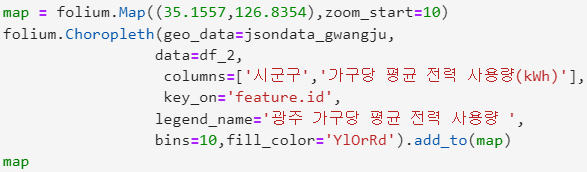 map = folium.Map((35.1557,126.8354),zoom_start=10)
folium.Choropleth(geo_data=jsondata_gwangju,
data=df_2,
columns=['시군구','가구당 평균 전력 사용량(kWh)'],
key_on='feature.id',
legend_name='광주 가구당 평균 전력 사용량 ',
bins=10,fill_color='YlOrRd').add_to(map)
map